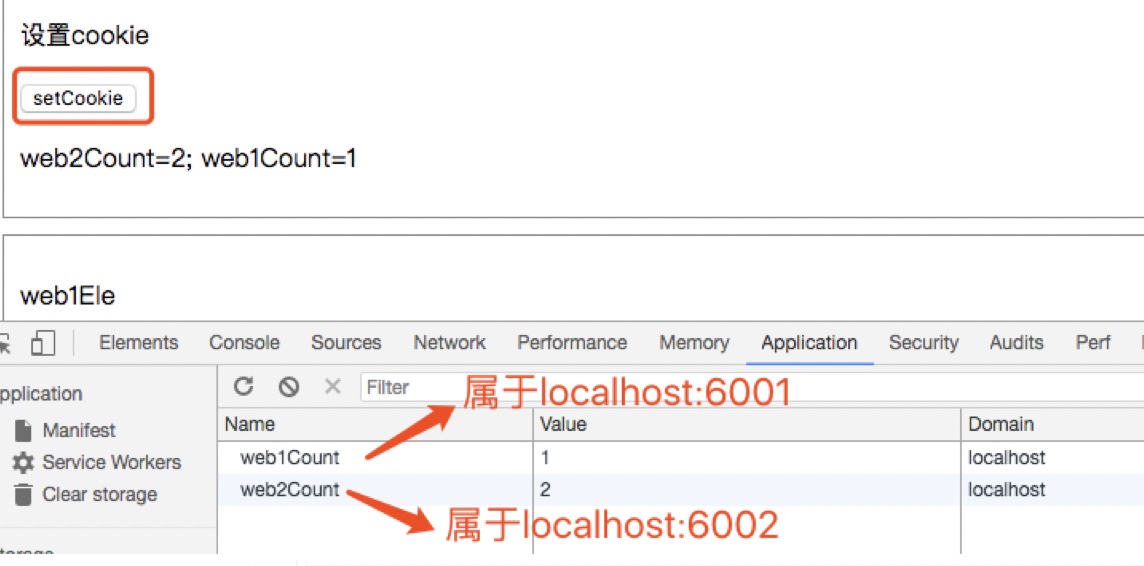 设置cookie
setCookie
web2Count=2; web1Count=1
web1Ele
Elements Console Sources Network Performance Memory Application Security Audits Perf
pplication
Filter
属于localhost:6001
Name Value Domain
Manifest
web1Count 1 localhost
Service Workers
web2Count 2 localhost
Clear storage
属于localhost:6002